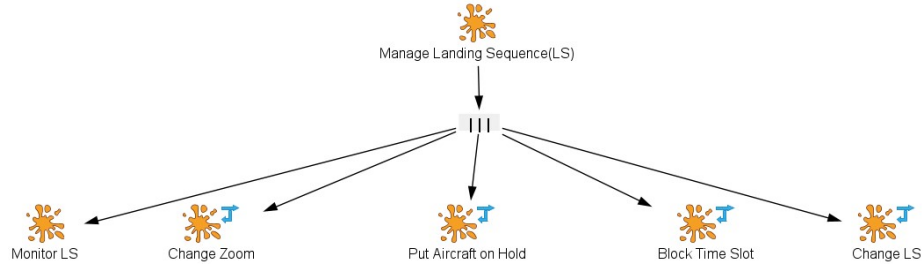 Manage Landing Sequence(LS)
|||
Monitor LS
Change Zoom
Put Aircraft on Hold
Block Time Slot
Change LS